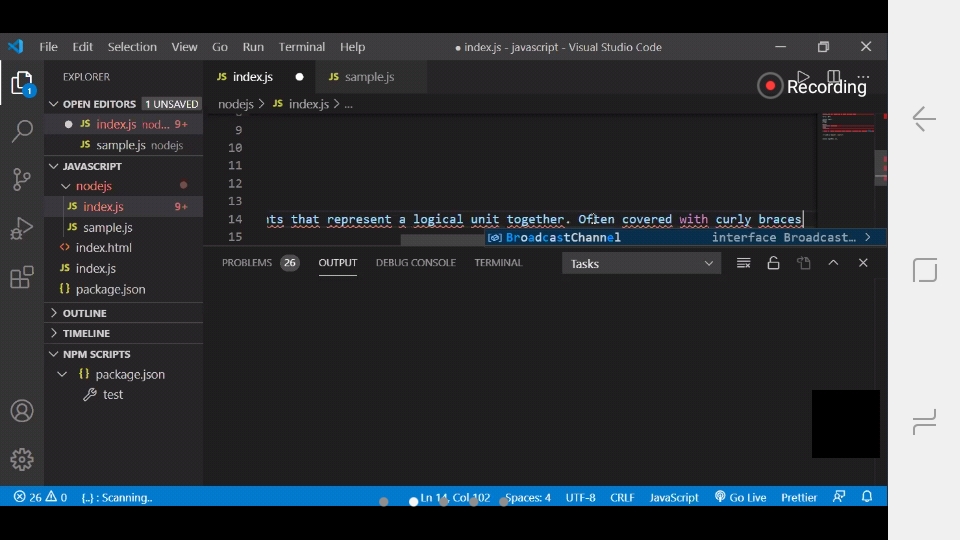 File Edit Selection View Go Run Terminal Help
● index.js - javascript - Visual Studio Code
EXPLORER
JS index.js
JS sample.js
Recording
OPEN EDITORS 1 UNSAVED
nodejs > JS index.js > ...
JS index.js nod... 9+
JS sample.js nodejs
JAVASCRIPT
nodejs
JS index.js 9+
JS sample.js
<> index.html
JS index.js
{} package.json
OUTLINE
TIMELINE
NPM SCRIPTS
{} package.json
test
1
9
10
11
12
13
14 nts that represent a logical unit together. Often covered with curly braces
15
BroadcastChannel interface Broadcast... >
PROBLEMS 26 OUTPUT DEBUG CONSOLE TERMINAL
Tasks
26 0 {..} : Scanning..
Ln 14, Col 102 Spaces: 4 UTF-8 CRLF JavaScript Go Live Prettier